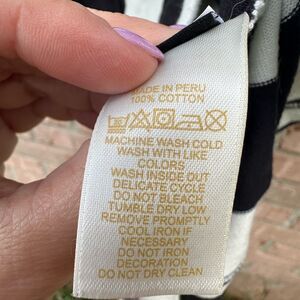 MADE IN PERU
100% COTTON
MACHINE WASH COLD
WASH WITH LIKE
COLORS
WASH INSIDE OUT
DELICATE CYCLE
DO NOT BLEACH
TUMBLE DRY LOW
REMOVE PROMPTLY
COOL IRON IF
NECESSARY
DO NOT IRON
DECORATION
DO NOT DRY CLEAN